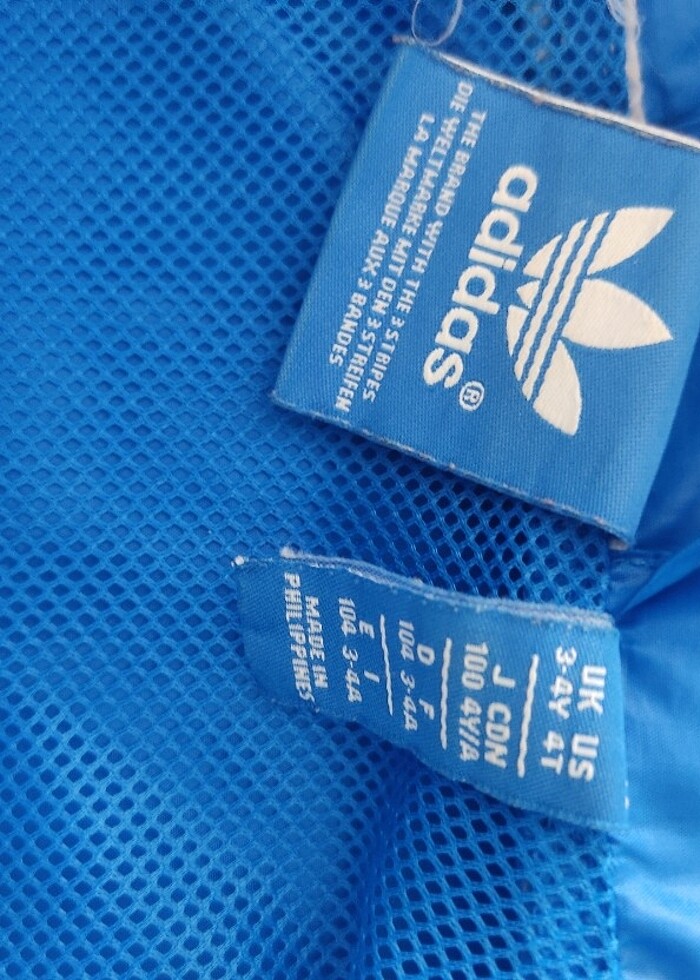 adidas®
THE BRAND WITH THE 3 STRIPES
DIE WELTMARKE MIT DEN 3 STREIFEN
LA MARQUE AUX 3 BANDES
UK US
3-4Y 4T
J CDN
100 4Y/A
D F
104 3-4A
E I
104 3-4A
MADE IN
PHILIPPINES